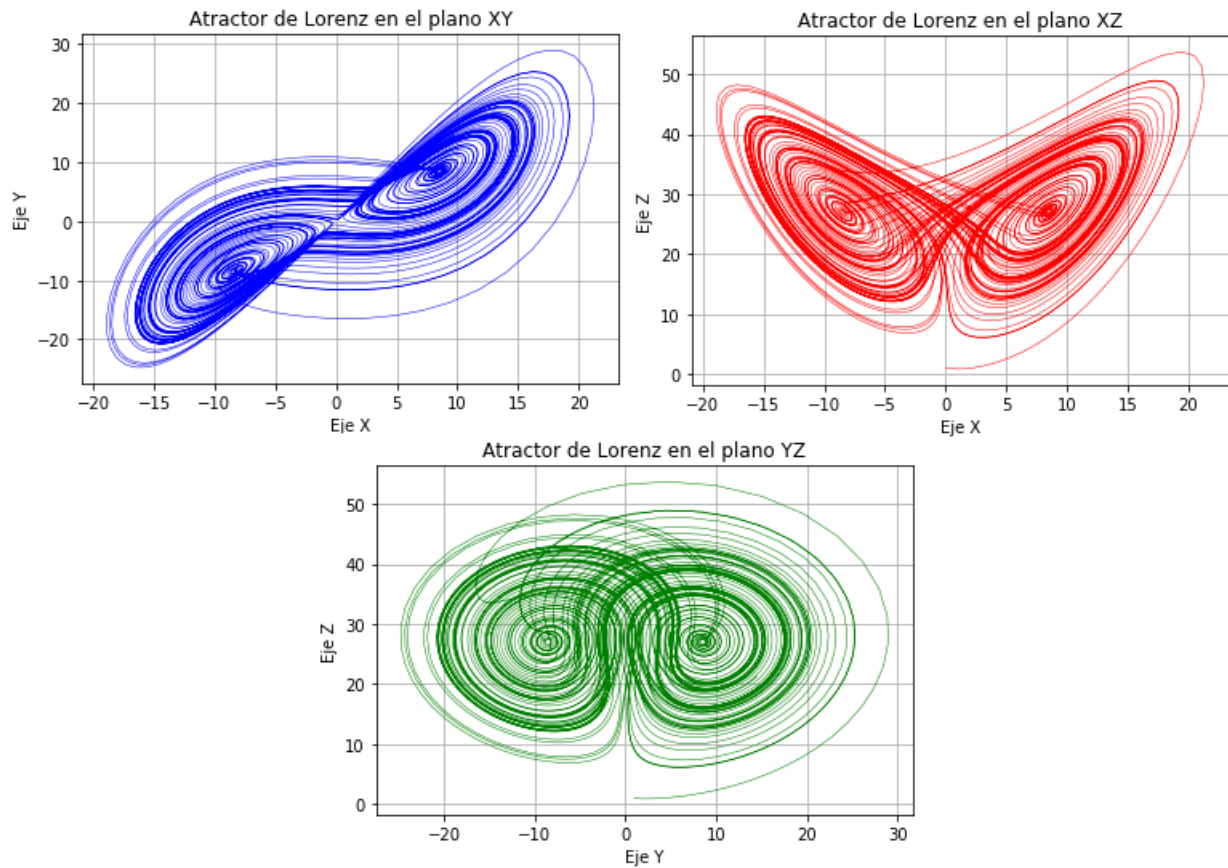 Atractor de Lorenz en el plano XY
30
20
10
0
−10
−20
Eje Y
−20 −15 −10 −5 0 5 10 15 20
Eje X
Atractor de Lorenz en el plano XZ
50
40
30
20
10
0
Eje Z
−20 −15 −10 −5 0 5 10 15 20
Eje X
Atractor de Lorenz en el plano YZ
50
40
30
20
10
0
Eje Z
−20 −10 0 10 20 30
Eje Y